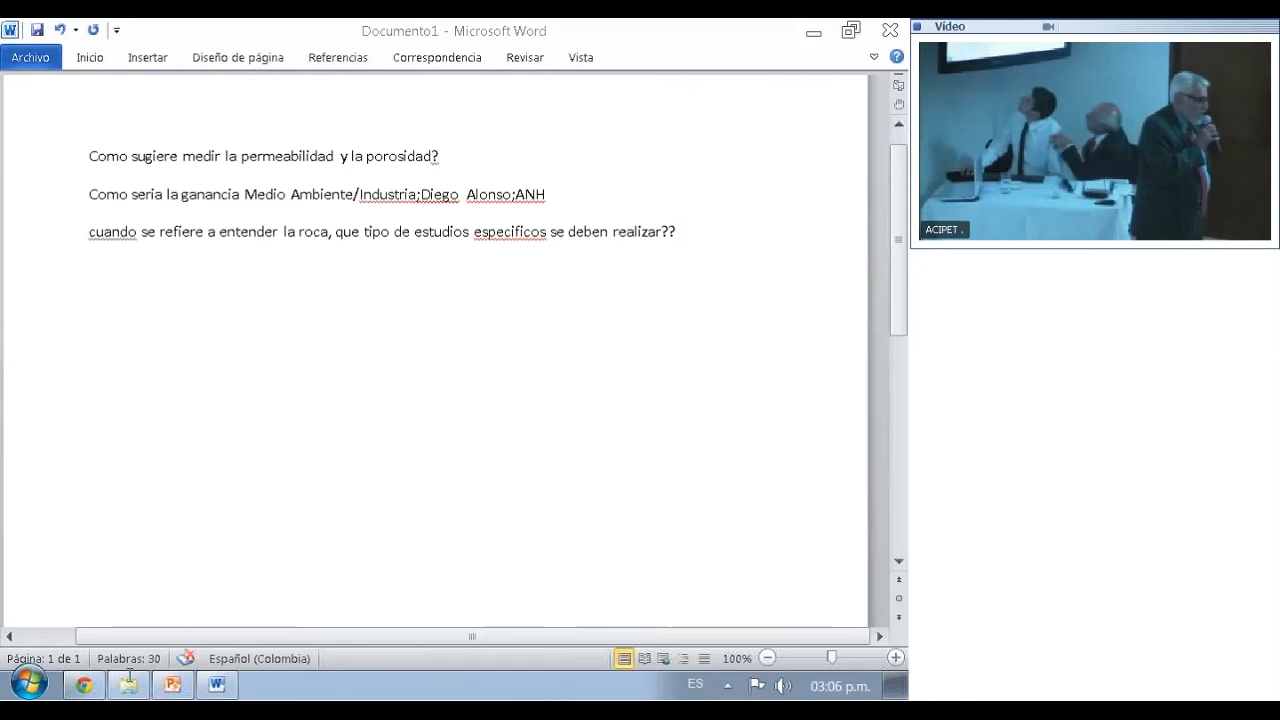 Documento1 - Microsoft Word
Vídeo
Archivo Inicio Insertar Diseño de página Referencias Correspondencia Revisar Vista
Como sugiere medir la permeabilidad y la porosidad?
Como seria la ganancia Medio Ambiente/Industria;Diego Alonso;ANH
cuando se refiere a entender la roca, que tipo de estudios especificos se deben realizar??
ACIPET .
Página: 1 de 1 Palabras: 30 Español (Colombia) 100%
ES 03:06 p.m.